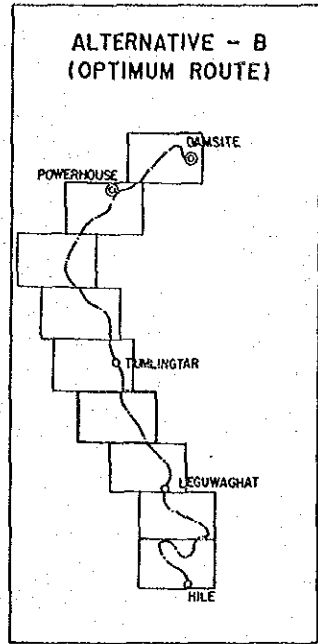 ALTERNATIVE - B
(OPTIMUM ROUTE)
DAMSITE
POWERHOUSE
TUMLINGTAR
LEGUWAGHAT
HILE